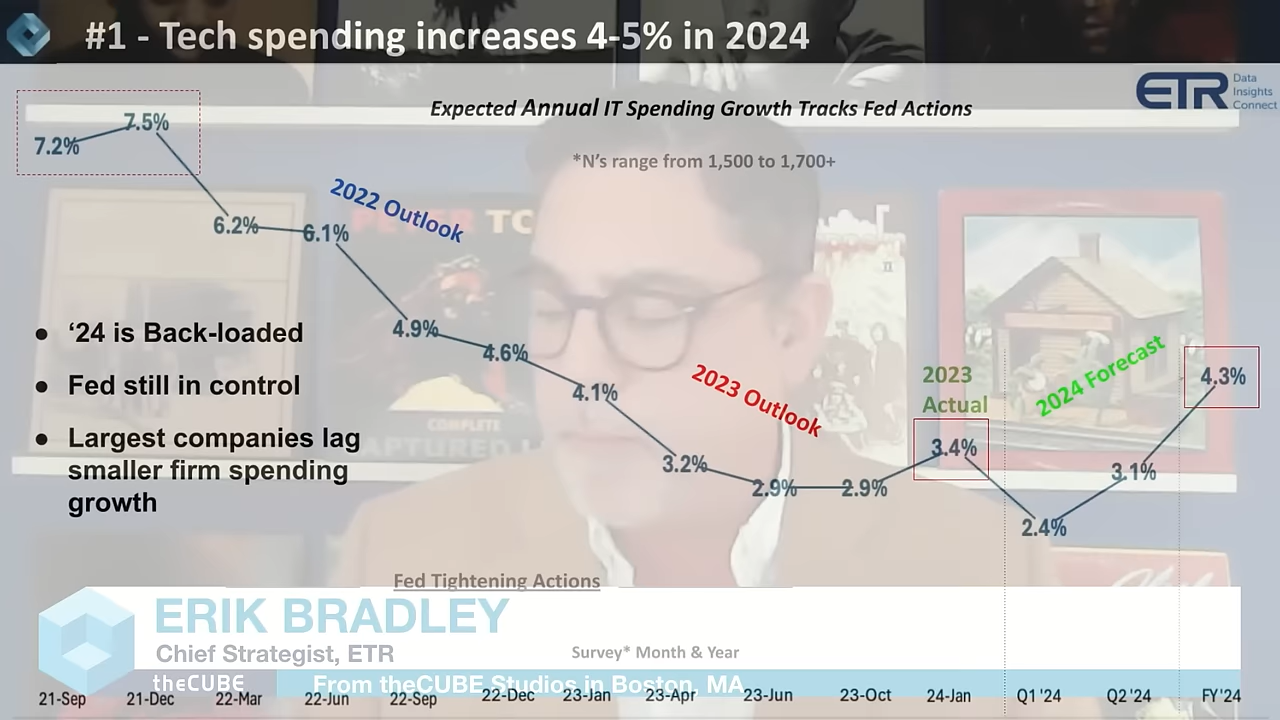 #1 - Tech spending increases 4-5% in 2024
ETR Data Insights Connect
Expected Annual IT Spending Growth Tracks Fed Actions
*N's range from 1,500 to 1,700+
7.2%
7.5%
6.2%
6.1%
2022 Outlook
4.9%
4.6%
4.1%
3.2%
2.9%
2.9%
2023 Outlook
2023 Actual
3.4%
2024 Forecast
2.4%
3.1%
4.3%
● ‘24 is Back-loaded
● Fed still in control
● Largest companies lag
smaller firm spending
growth
COMPLETE
CAPTURED
II
Fed Tightening Actions
ERIK BRADLEY
Chief Strategist, ETR
Survey* Month & Year
theCUBE
From theCUBE Studios in Boston, MA
21-Sep 21-Dec 22-Mar 22-Jun 22-Sep 22-Dec 23-Jan 23-Apr 23-Jun 23-Oct 24-Jan Q1 '24 Q2 '24 FY'24